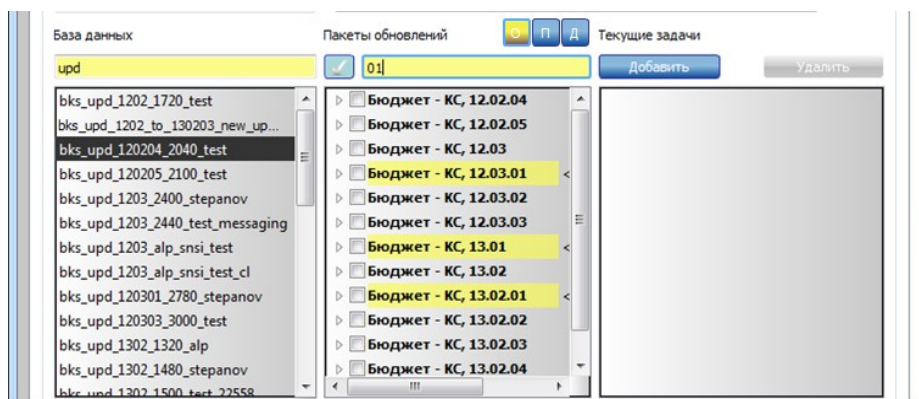 База данных
Пакеты обновлений
О П Д
Текущие задачи
upd
01
Добавить
Удалить
bks_upd_1202_1720_test
bks_upd_1202_to_130203_new_up...
bks_upd_120204_2040_test
bks_upd_120205_2100_test
bks_upd_1203_2400_stepanov
bks_upd_1203_2440_test_messaging
bks_upd_1203_alp_snsi_test
bks_upd_1203_alp_snsi_test_cl
bks_upd_120301_2780_stepanov
bks_upd_120303_3000_test
bks_upd_1302_1320_alp
bks_upd_1302_1480_stepanov
bks_upd_1302_1500_test_22558
Бюджет - КС, 12.02.04
Бюджет - КС, 12.02.05
Бюджет - КС, 12.03
Бюджет - КС, 12.03.01 <
Бюджет - КС, 12.03.02
Бюджет - КС, 12.03.03
Бюджет - КС, 13.01 <
Бюджет - КС, 13.02
Бюджет - КС, 13.02.01 <
Бюджет - КС, 13.02.02
Бюджет - КС, 13.02.03
Бюджет - КС, 13.02.04